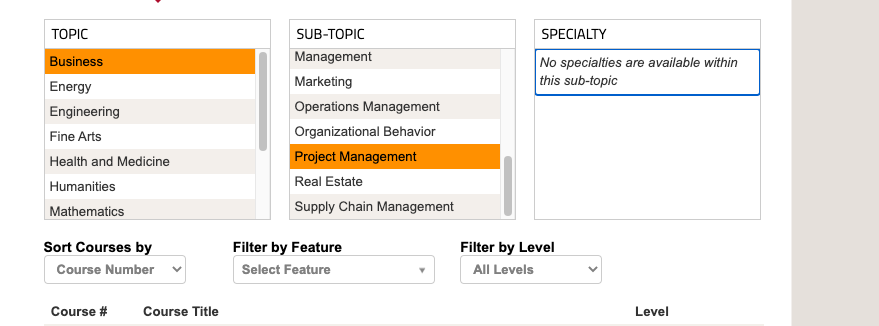 TOPIC
Business
Energy
Engineering
Fine Arts
Health and Medicine
Humanities
Mathematics
SUB-TOPIC
Management
Marketing
Operations Management
Organizational Behavior
Project Management
Real Estate
Supply Chain Management
SPECIALTY
No specialties are available within
this sub-topic
Sort Courses by
Course Number
Filter by Feature
Select Feature
Filter by Level
All Levels
Course # Course Title Level